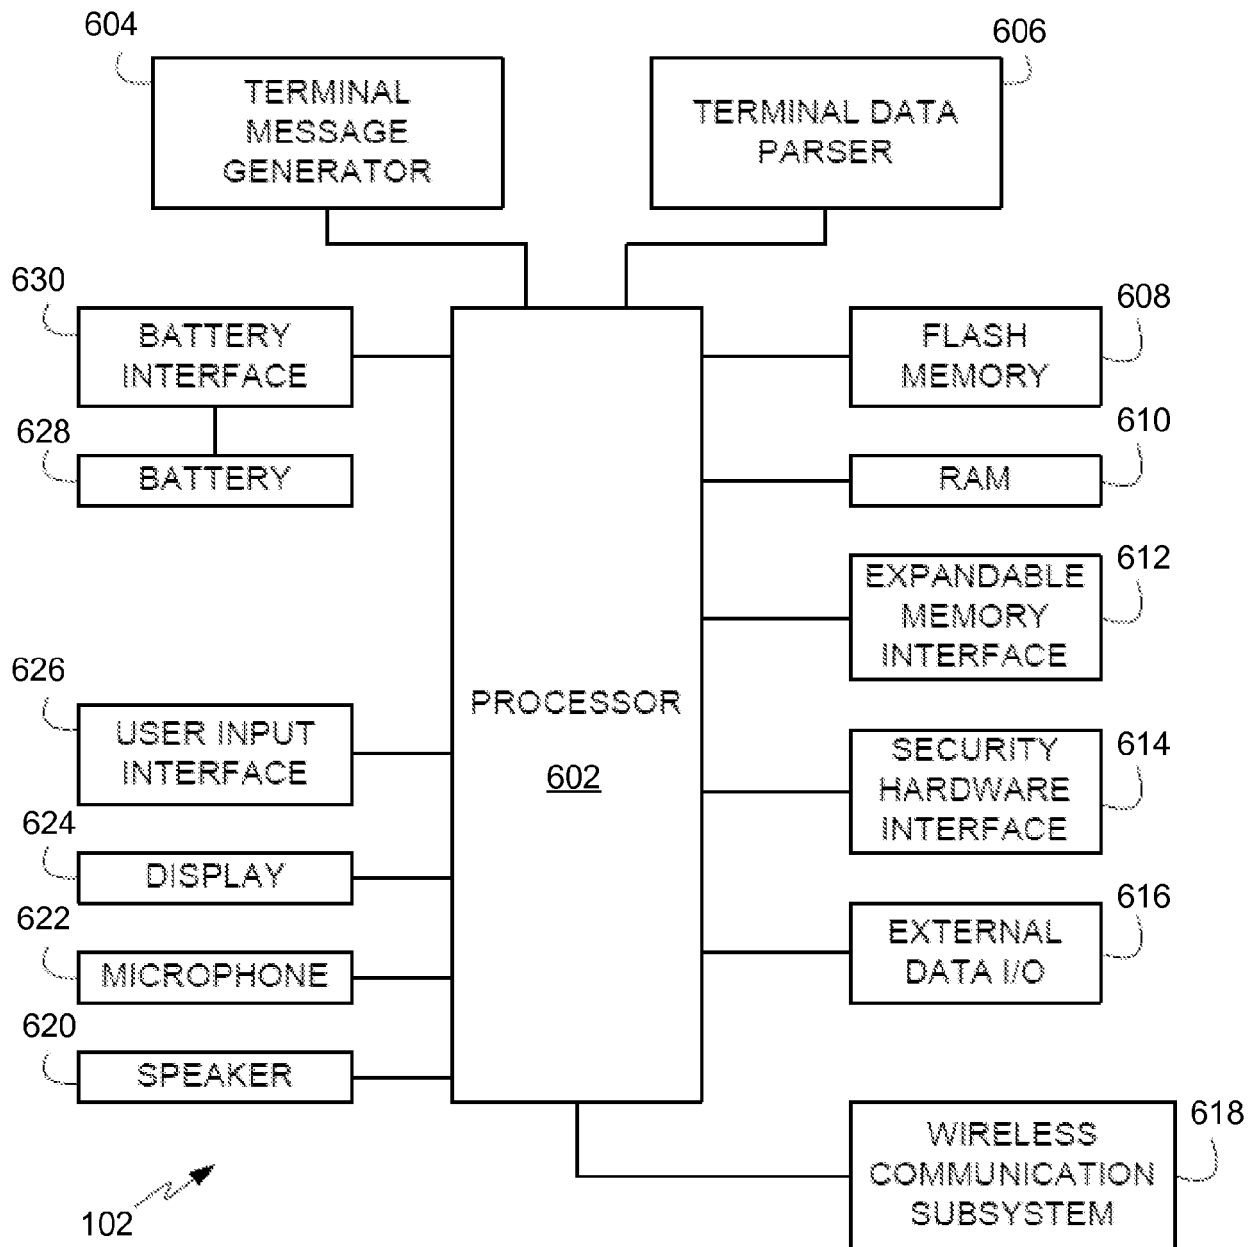 604
TERMINAL
MESSAGE
GENERATOR
606
TERMINAL DATA
PARSER
630
BATTERY
INTERFACE
628
BATTERY
626
USER INPUT
INTERFACE
624
DISPLAY
622
MICROPHONE
620
SPEAKER
102
PROCESSOR
602
608
FLASH
MEMORY
610
RAM
612
EXPANDABLE
MEMORY
INTERFACE
614
SECURITY
HARDWARE
INTERFACE
616
EXTERNAL
DATA I/O
618
WIRELESS
COMMUNICATION
SUBSYSTEM